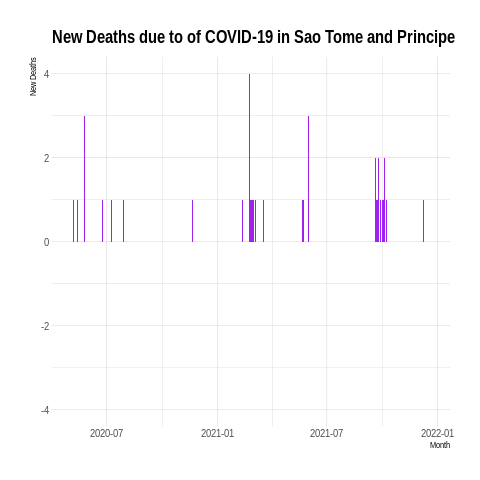 New Deaths due to of COVID-19 in Sao Tome and Principe
New Deaths
4
2
0
-2
-4
2020-07 2021-01 2021-07 2022-01
Month